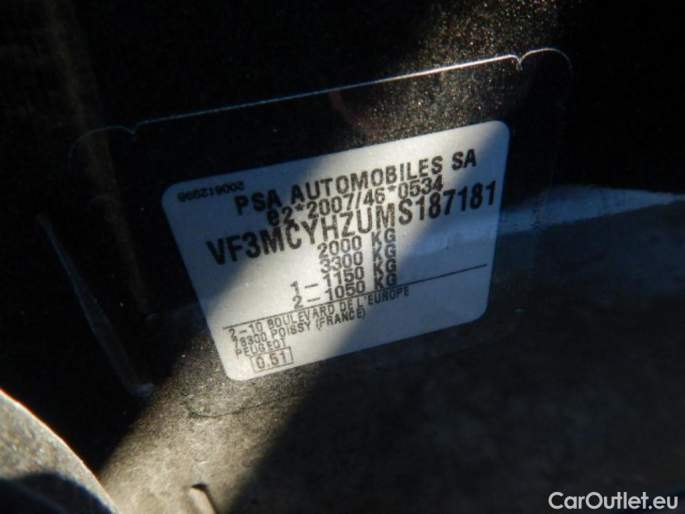 PSA AUTOMOBILES SA
e2*2007/46*0534
VF3MCYHZUMS187181
2000 KG
3300 KG
1-1150 KG
2-1050 KG
2-10 BOULEVARD DE L'EUROPE
78300 POISSY (FRANCE)
PEUGEOT
0.51
CarOutlet.eu